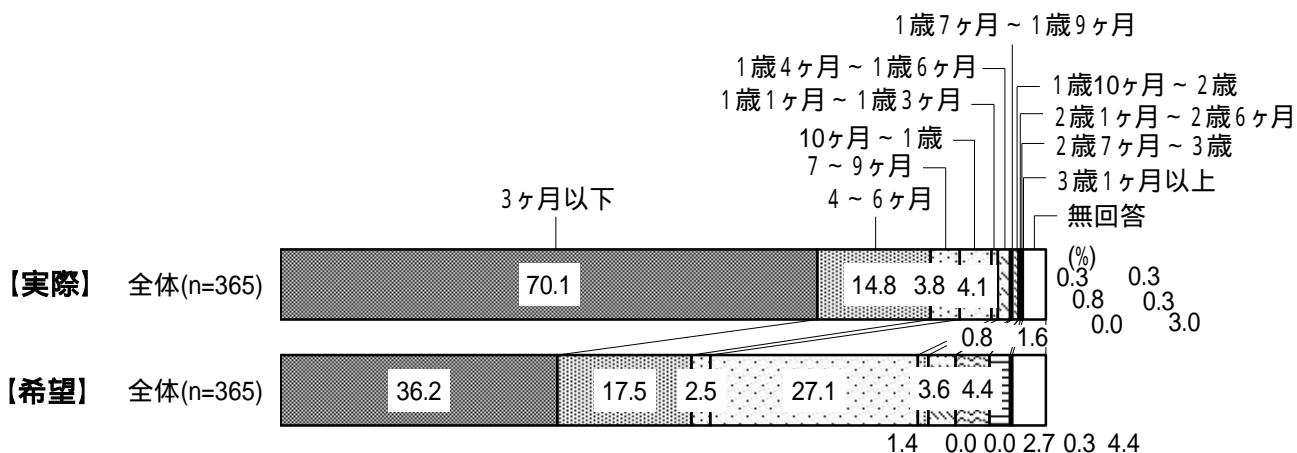 1歳7ヶ月～1歳9ヶ月
1歳4ヶ月～1歳6ヶ月
1歳10ヶ月～2歳
1歳1ヶ月～1歳3ヶ月
2歳1ヶ月～2歳6ヶ月
10ヶ月～1歳
2歳7ヶ月～3歳
7～9ヶ月
3歳1ヶ月以上
3ヶ月以下
4～6ヶ月
無回答
(%)
【実際】 全体(n=365) 70.1 14.8 3.8 4.1
0.3 0.3
0.8 0.3
0.0 3.0
0.8 1.6
【希望】 全体(n=365) 36.2 17.5 2.5 27.1 3.6 4.4
1.4 0.0 0.0 2.7 0.3 4.4